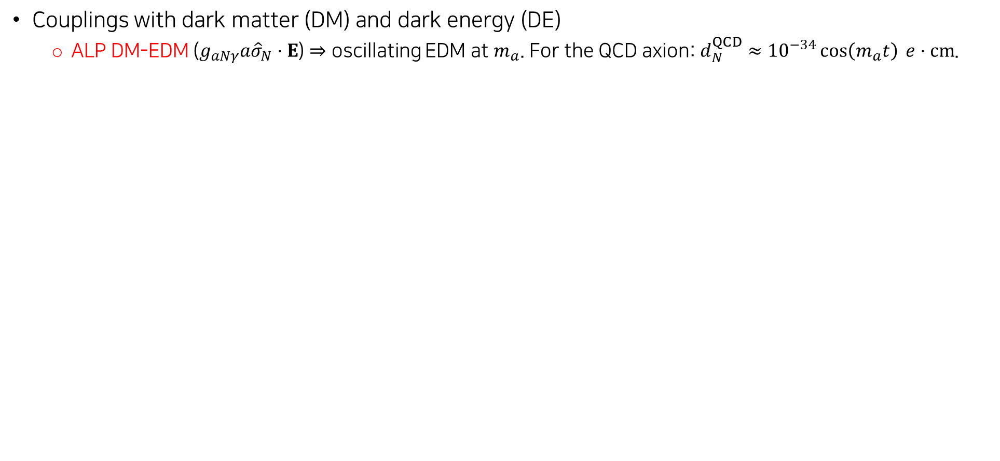 • Couplings with dark matter (DM) and dark energy (DE)
○ ALP DM-EDM ($g_{aN\gamma} a \hat{\sigma}_N \cdot \mathbf{E}$) ⇒ oscillating EDM at $m_a$. For the QCD axion: $d_N^{\mathrm{QCD}} \approx 10^{-34} \cos(m_a t) \ e \cdot \mathrm{cm}$.